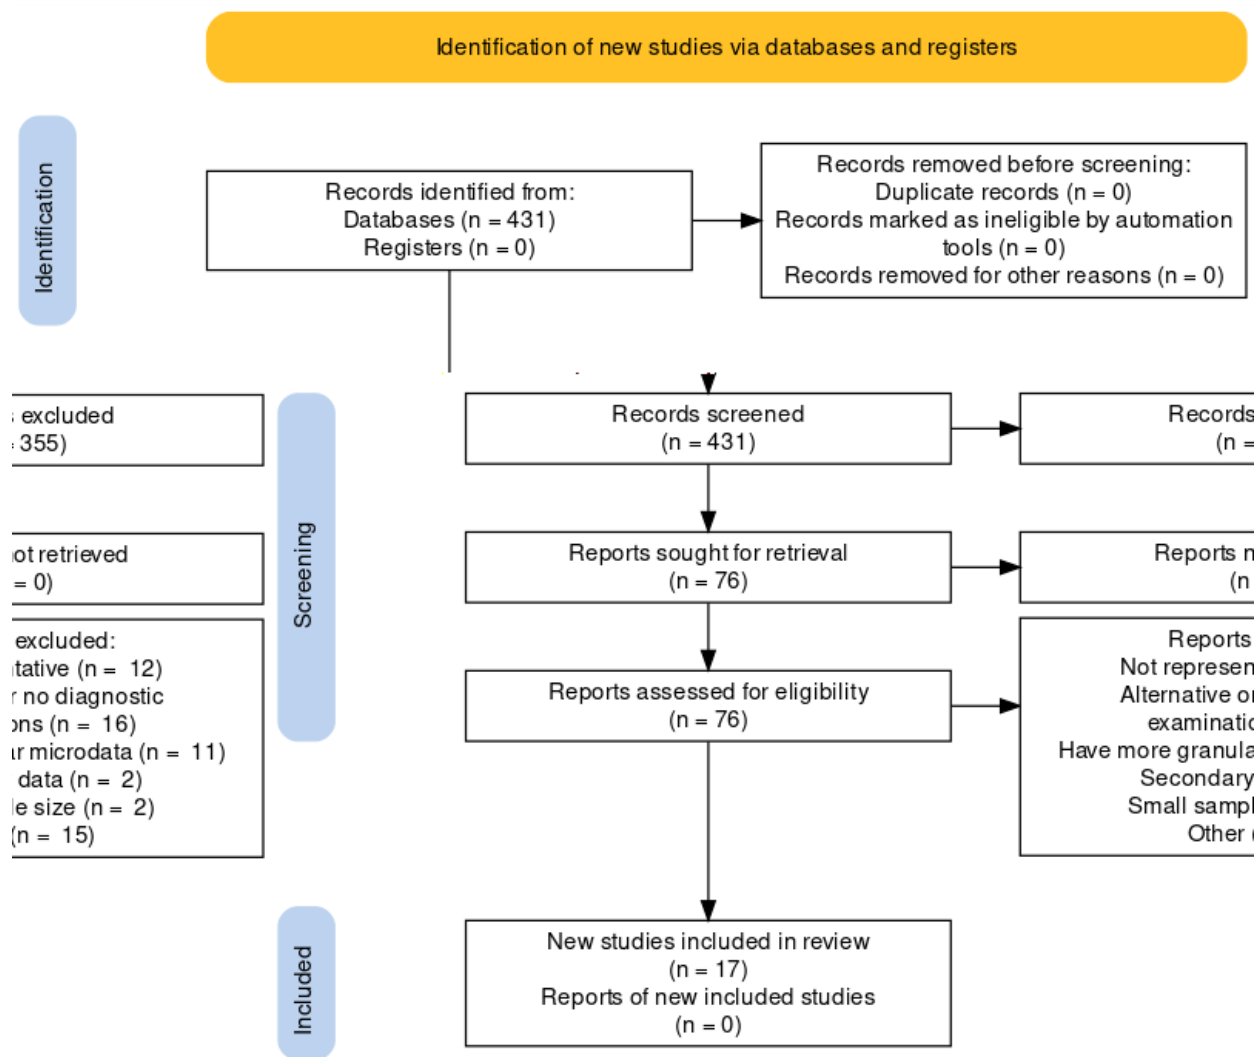 Identification of new studies via databases and registers
Identification
Records identified from:
Databases (n = 431)
Registers (n = 0)
Records removed before screening:
Duplicate records (n = 0)
Records marked as ineligible by automation
tools (n = 0)
Records removed for other reasons (n = 0)
s excluded
= 355)
Screening
Records screened
(n = 431)
Records
(n =
ot retrieved
= 0)
Reports sought for retrieval
(n = 76)
Reports n
(n
excluded:
tative (n = 12)
r no diagnostic
ons (n = 16)
ar microdata (n = 11)
data (n = 2)
le size (n = 2)
(n = 15)
Reports assessed for eligibility
(n = 76)
Reports
Not represen
Alternative or
examinatio
Have more granula
Secondary
Small sampl
Other (
Included
New studies included in review
(n = 17)
Reports of new included studies
(n = 0)